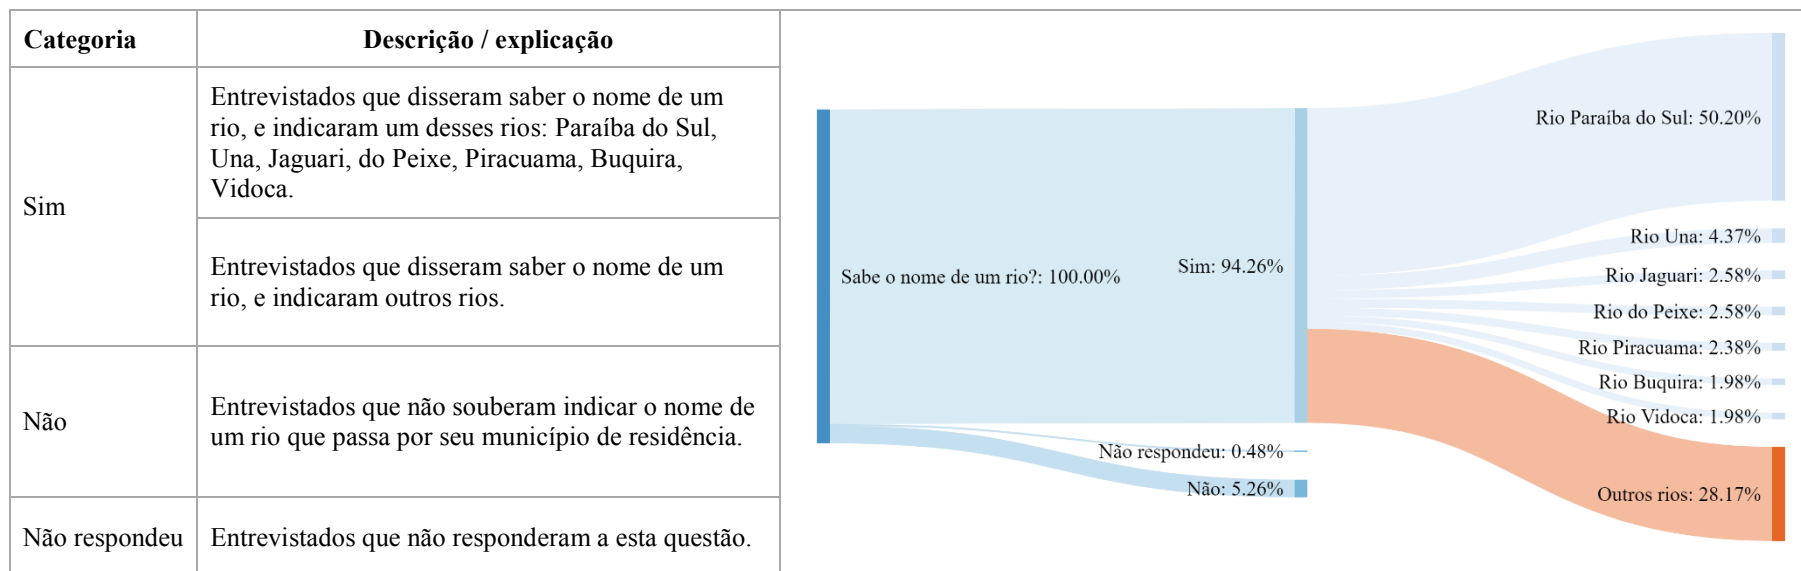 Categoria
Descrição / explicação
Sim
Entrevistados que disseram saber o nome de um
rio, e indicaram um desses rios: Paraíba do Sul,
Una, Jaguari, do Peixe, Piracuama, Buquira,
Vidoca.
Entrevistados que disseram saber o nome de um
rio, e indicaram outros rios.
Não
Entrevistados que não souberam indicar o nome de
um rio que passa por seu município de residência.
Não respondeu
Entrevistados que não responderam a esta questão.
Sabe o nome de um rio?: 100.00%
Sim: 94.26%
Não respondeu: 0.48%
Não: 5.26%
Rio Paraíba do Sul: 50.20%
Rio Una: 4.37%
Rio Jaguari: 2.58%
Rio do Peixe: 2.58%
Rio Piracuama: 2.38%
Rio Buquira: 1.98%
Rio Vidoca: 1.98%
Outros rios: 28.17%